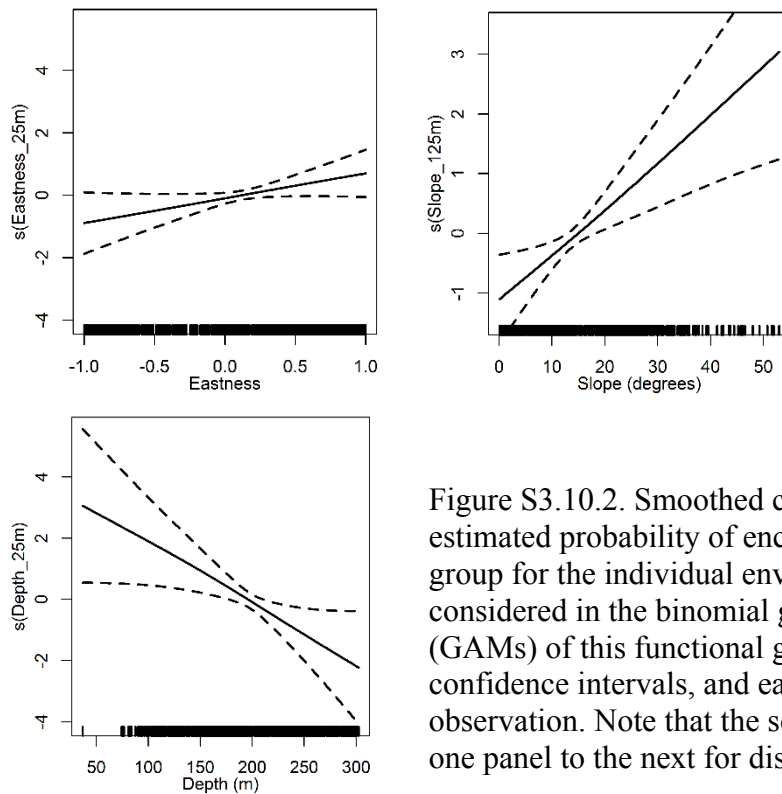 s(Eastness_25m)
4
2
0
-2
-4
-1.0 -0.5 0.0 0.5 1.0
Eastness
s(Slope_125m)
3
2
1
0
-1
0 10 20 30 40 50
Slope (degrees)
s(Depth_25m)
4
2
0
-2
-4
50 100 150 200 250 300
Depth (m)
Figure S3.10.2. Smoothed c
estimated probability of enc
group for the individual env
considered in the binomial g
(GAMs) of this functional g
confidence intervals, and ea
observation. Note that the s
one panel to the next for dis